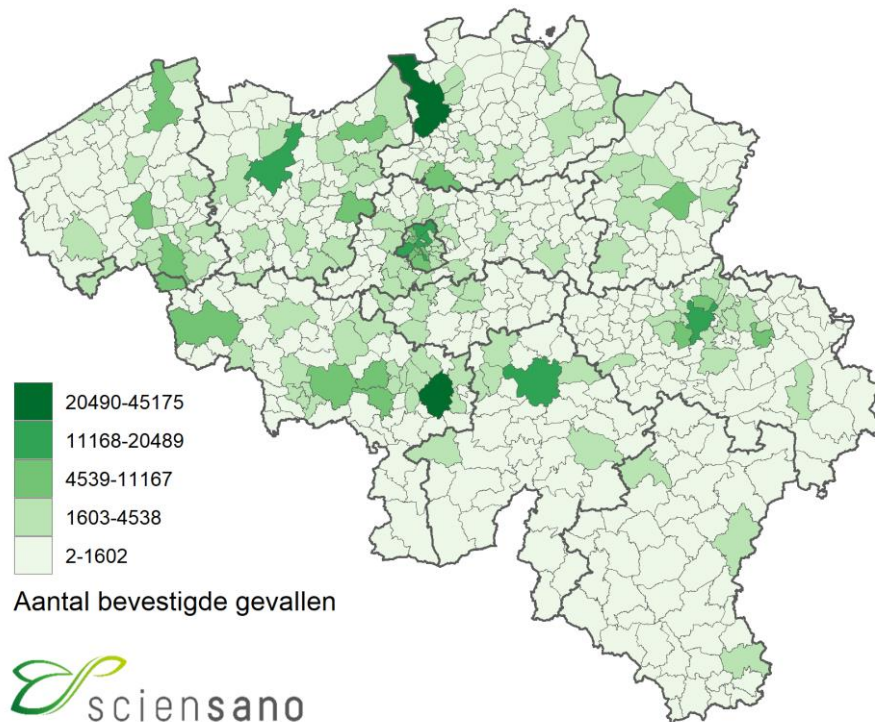 20490-45175
11168-20489
4539-11167
1603-4538
2-1602
Aantal bevestigde gevallen
sciensano